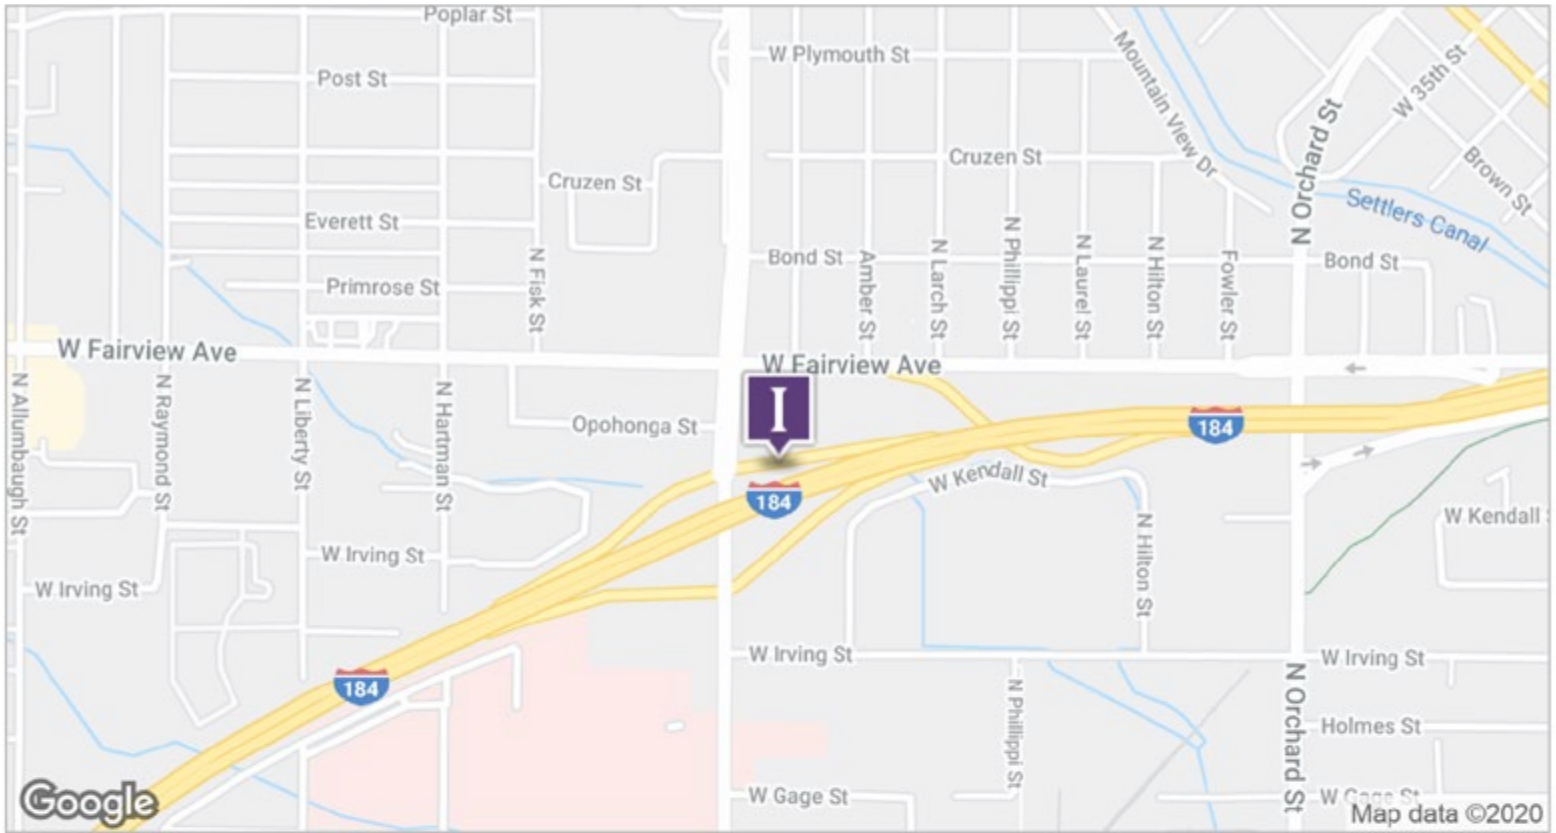 Poplar St
W Plymouth St
Post St
Mountain View Dr
W 35th St
N Orchard St
Brown St
Cruzen St
Cruzen St
Settlers Canal
Everett St
N Fisk St
Bond St
Amber St
N Larch St
N Phillippi St
N Laurel St
N Hilton St
Fowler St
Bond St
Primrose St
W Fairview Ave
W Fairview Ave
N Allumbaugh St
N Raymond St
N Liberty St
N Hartman St
I
Opohonga St
184
184
W Kendall St
W Kendall
N Hilton St
W Irving St
W Irving St
W Irving St
W Irving St
184
N Phillippi St
N Orchard St
Holmes St
W Gage St
W Gage St
Google
Map data ©2020